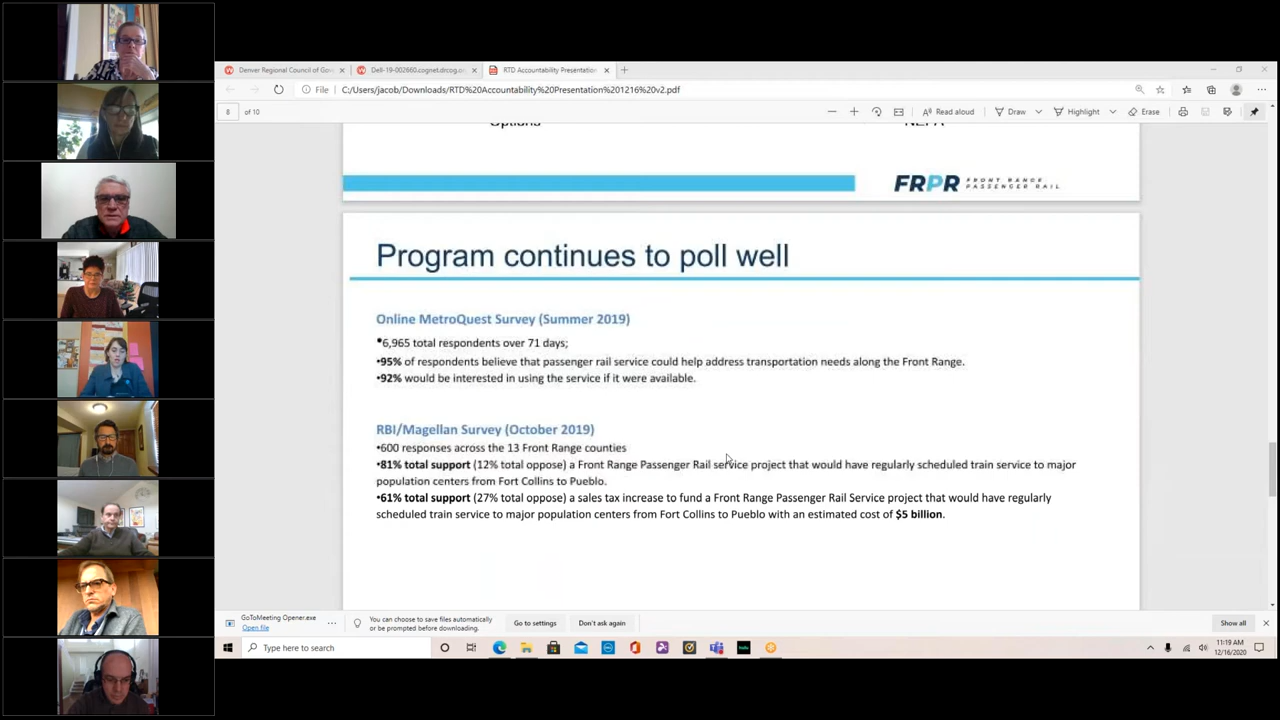 Denver Regional Council of Gov
Dell-19-002660.cognet.drcog.o
RTD Accountability Presentation
File
C:/Users/jacob/Downloads/RTD%20Accountability%20Presentation%201216%20v2.pdf
8 of 10
Read aloud
Draw
Highlight
Erase
Options
NEPA
FRPR FRONT RANGE
PASSENGER RAIL
Program continues to poll well
Online MetroQuest Survey (Summer 2019)
•6,965 total respondents over 71 days;
•95% of respondents believe that passenger rail service could help address transportation needs along the Front Range.
•92% would be interested in using the service if it were available.
RBI/Magellan Survey (October 2019)
•600 responses across the 13 Front Range counties
•81% total support (12% total oppose) a Front Range Passenger Rail service project that would have regularly scheduled train service to major
population centers from Fort Collins to Pueblo.
•61% total support (27% total oppose) a sales tax increase to fund a Front Range Passenger Rail Service project that would have regularly
scheduled train service to major population centers from Fort Collins to Pueblo with an estimated cost of $5 billion.
GoToMeeting Opener.exe
Open file
You can choose to save files automatically
or be prompted before downloading.
Go to settings
Don't ask again
Show all
Type here to search
11:19 AM
12/16/2020